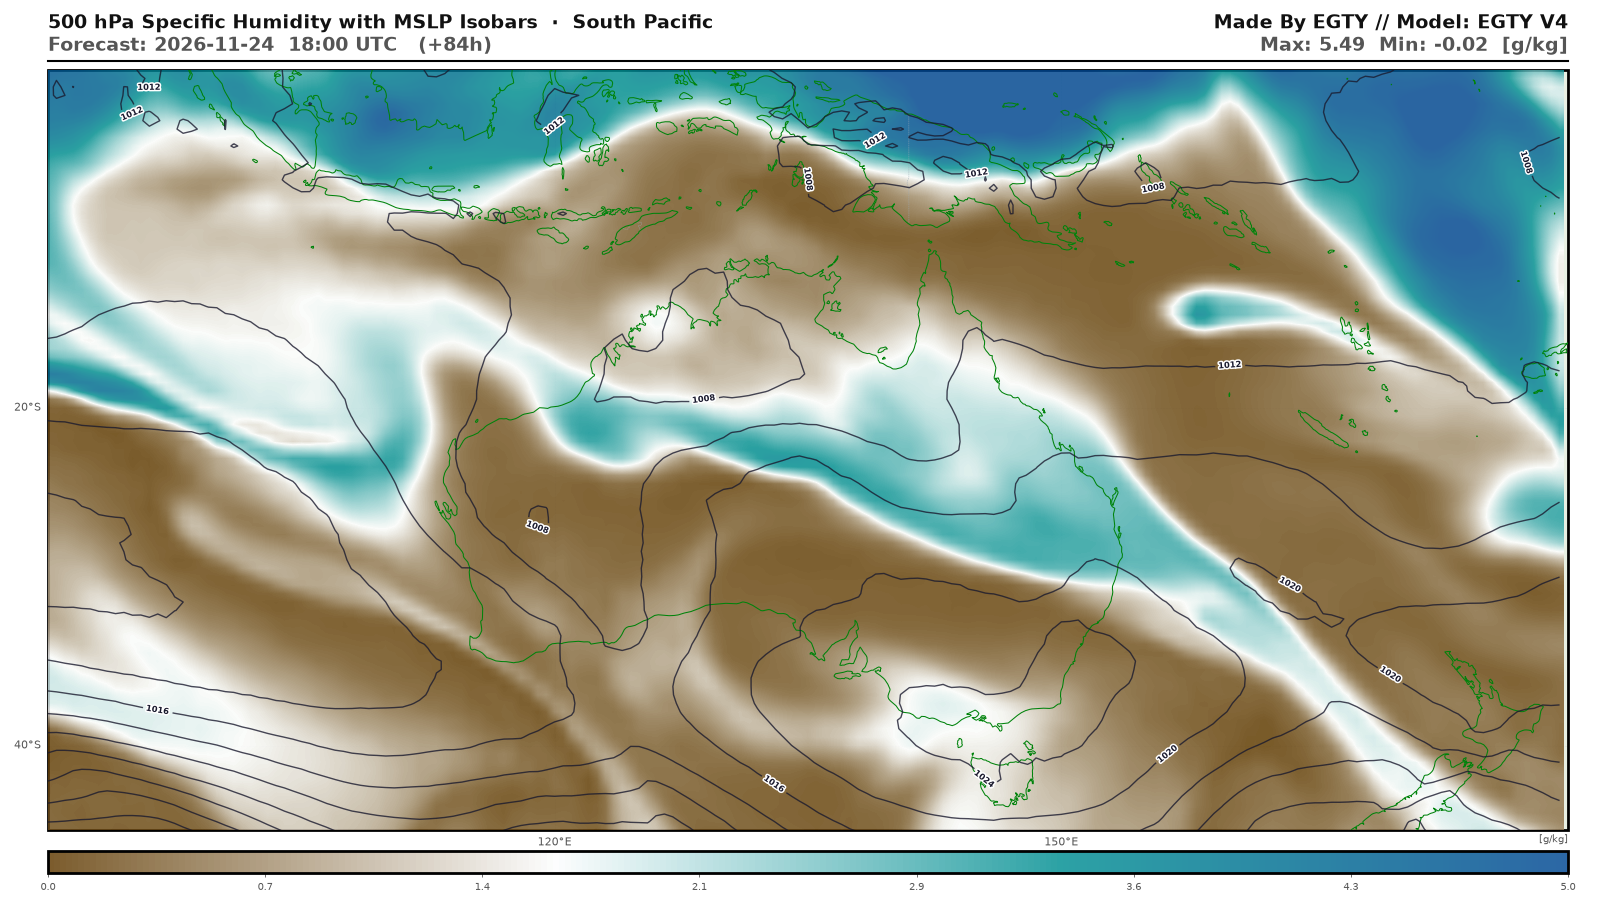 500 hPa Specific Humidity with MSLP Isobars · South Pacific
Made By EGTY // Model: EGTY V4
Forecast: 2026-11-24 18:00 UTC (+84h)
Max: 5.49 Min: -0.02 [g/kg]
1012
1012
1012
1012
1012
1008
1008
1008
1012
1008
20°S
1008
1020
1020
1016
40°S
1020
1024
1016
120°E
150°E
[g/kg]
0.0
0.7
1.4
2.1
2.9
3.6
4.3
5.0